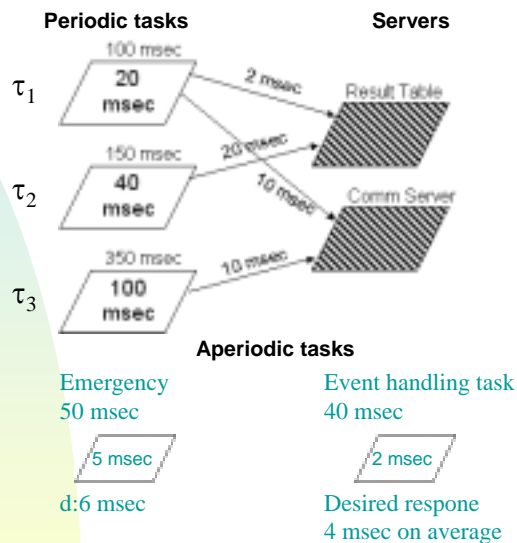 Periodic tasks
Servers
100 msec
τ1
20
msec
2 msec
Result Table
150 msec
τ2
40
msec
20 msec
10 msec
Comm Server
350 msec
τ3
100
msec
10 msec
Aperiodic tasks
Emergency
50 msec
5 msec
d:6 msec
Event handling task
40 msec
2 msec
Desired respone
4 msec on average